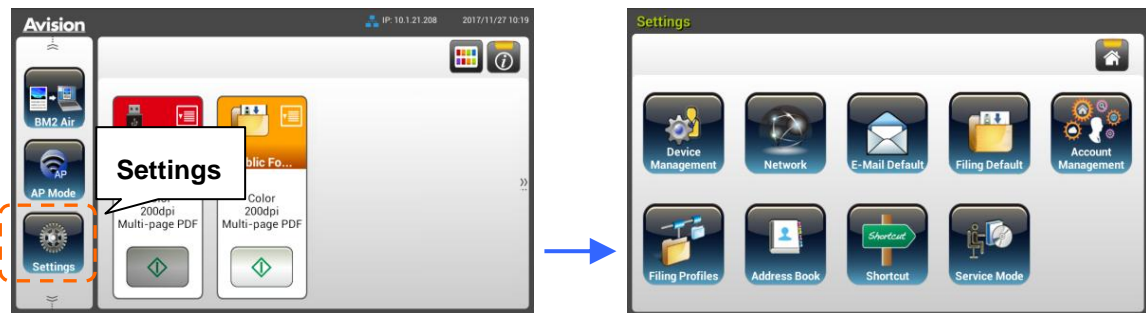 Avision
IP: 10.1.21.208 2017/11/27 10:19
BM2 Air
AP Mode
AP
Settings
Settings
blic Fo...
Color
200dpi
Multi-page PDF
Color
200dpi
Multi-page PDF
Settings
Device
Management
Network
E-Mail Default
Filing Default
Account
Management
Filing Profiles
Address Book
Shortcut
Shortcut
Service Mode